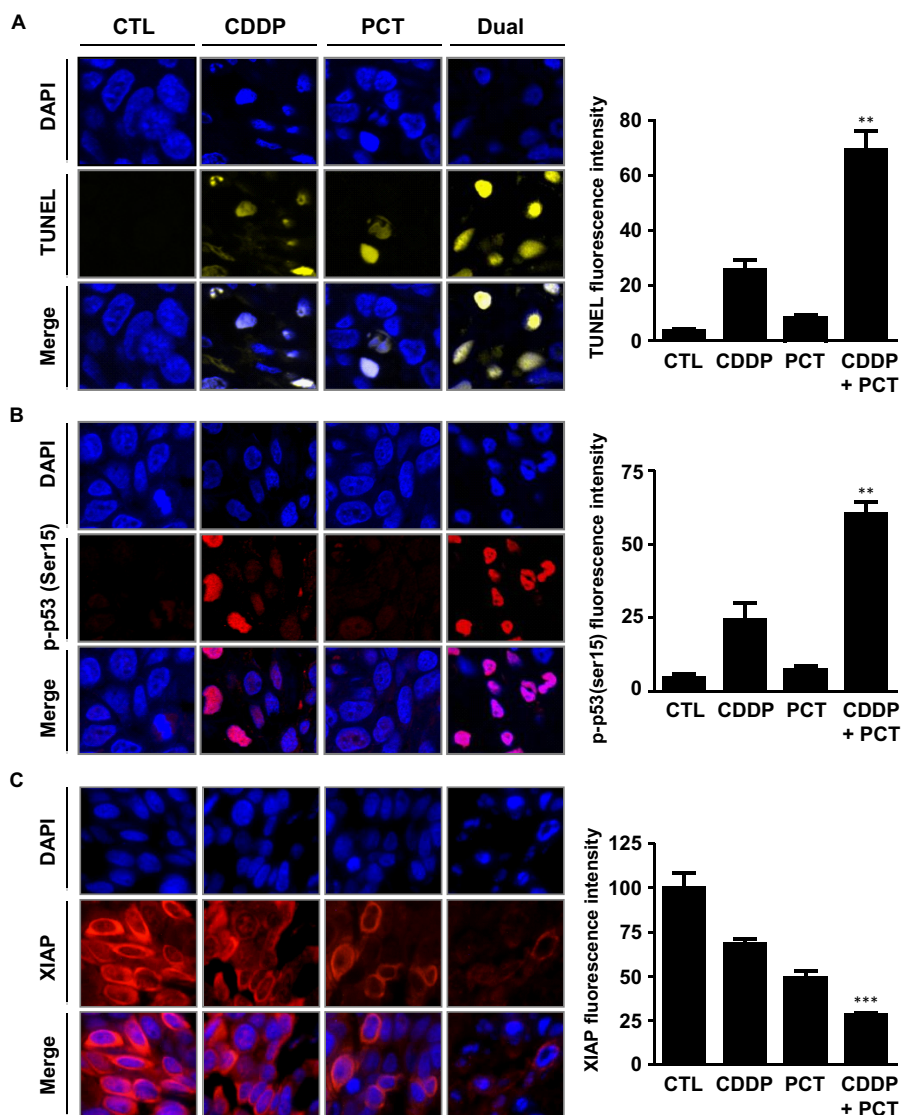 A
CTL CDDP PCT Dual
DAPI
TUNEL
Merge
TUNEL fluorescence intensity
80
60
40
20
0
**
CTL CDDP PCT CDDP
+ PCT
B
DAPI
p-p53 (Ser15)
Merge
p-p53(ser15) fluorescence intensity
75
50
25
0
**
CTL CDDP PCT CDDP
+ PCT
C
DAPI
XIAP
Merge
XIAP fluorescence intensity
125
100
75
50
25
0
***
CTL CDDP PCT CDDP
+ PCT